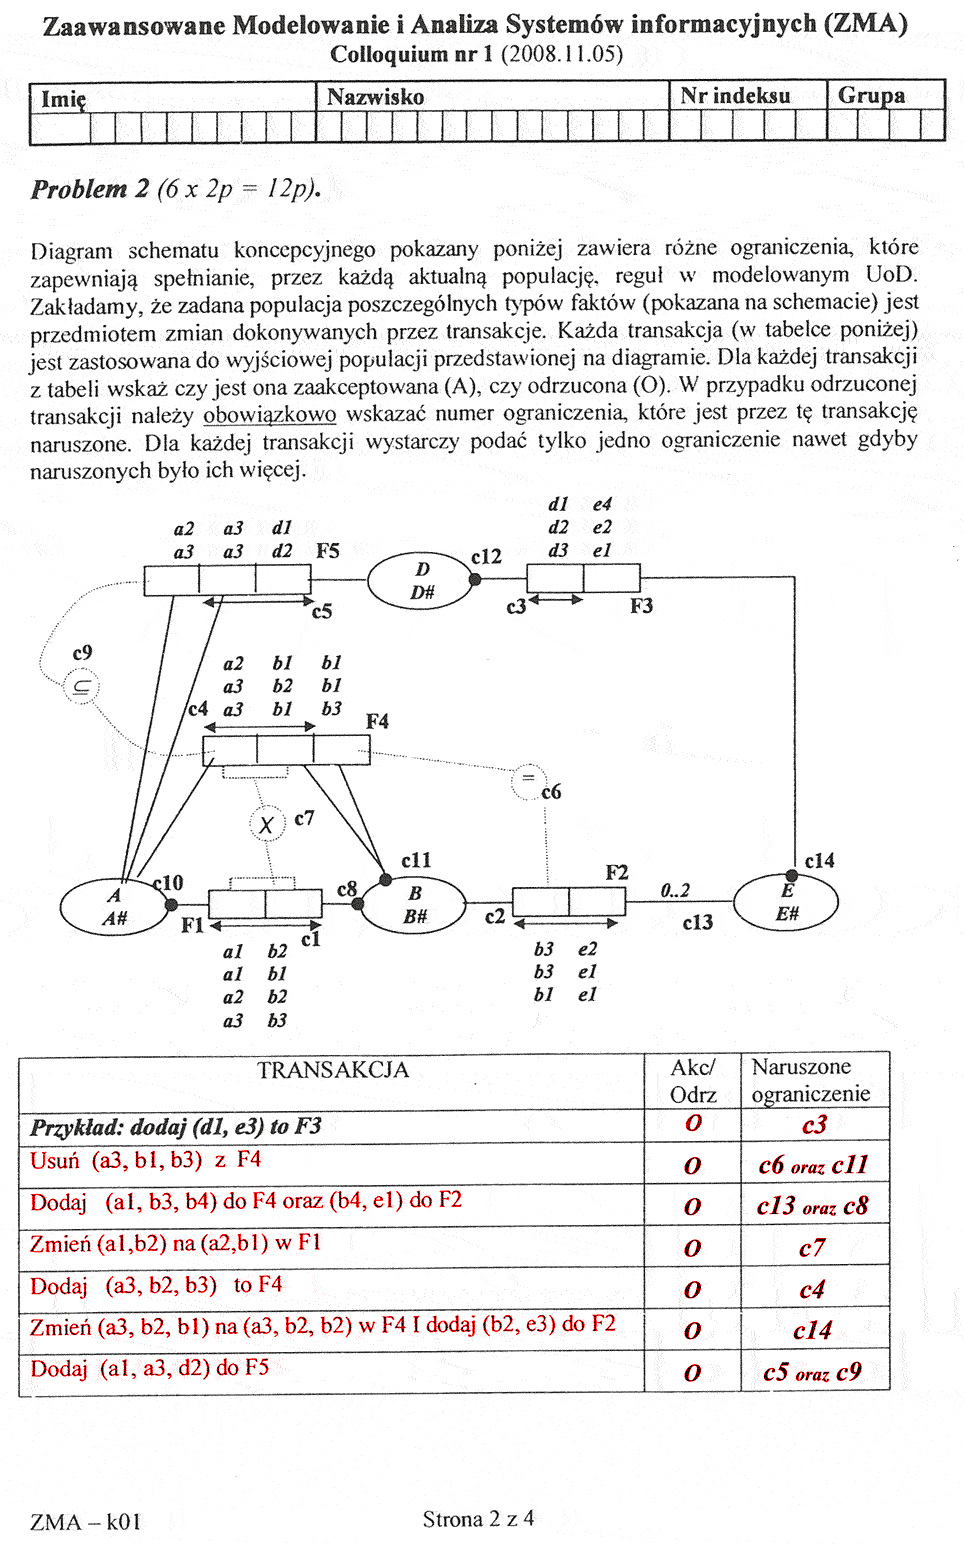 Zaawansowane Modelowanie i Analiza Systemów informacyjnych (ZMA)
Colloquium nr 1 (2008.11.05)
Imię Nazwisko Nr indeksu Grupa
Problem 2 (6 x 2p = 12p).
Diagram schematu koncepcyjnego pokazany poniżej zawiera różne ograniczenia, które
zapewniają spełnianie, przez każdą aktualną populację, reguł w modelowanym UoD.
Zakładamy, że zadana populacja poszczególnych typów faktów (pokazana na schemacie) jest
przedmiotem zmian dokonywanych przez transakcje. Każda transakcja (w tabelce poniżej)
jest zastosowana do wyjściowej populacji przedstawionej na diagramie. Dla każdej transakcji
z tabeli wskaż czy jest ona zaakceptowana (A), czy odrzucona (O). W przypadku odrzuconej
transakcji należy obowiązkowo wskazać numer ograniczenia, które jest przez tę transakcję
naruszone. Dla każdej transakcji wystarczy podać tylko jedno ograniczenie nawet gdyby
naruszonych było ich więcej.
d1 e4
a2 a3 d1 d2 e2
a3 a3 d2 F5 d3 e1
D c12
D#
c5 c3 F3
c9
a2 b1 b1
⊆ a3 b2 b1
c4 a3 b1 b3
F4
=
c6
X c7
c11 c14
c10 c8 F2
A B 0..2 E
A# B# c2 c13 E#
F1 c1
a1 b2 b3 e2
a1 b1 b3 e1
a2 b2 b1 e1
a3 b3
TRANSAKCJA Akc/ Naruszone
Odrz ograniczenie
Przykład: dodaj (d1, e3) to F3 O c3
Usuń (a3, b1, b3) z F4 O c6 oraz c11
Dodaj (a1, b3, b4) do F4 oraz (b4, e1) do F2 O c13 oraz c8
Zmień (a1,b2) na (a2,b1) w F1 O c7
Dodaj (a3, b2, b3) to F4 O c4
Zmień (a3, b2, b1) na (a3, b2, b2) w F4 I dodaj (b2, e3) do F2 O c14
Dodaj (a1, a3, d2) do F5 O c5 oraz c9
ZMA – k01 Strona 2 z 4